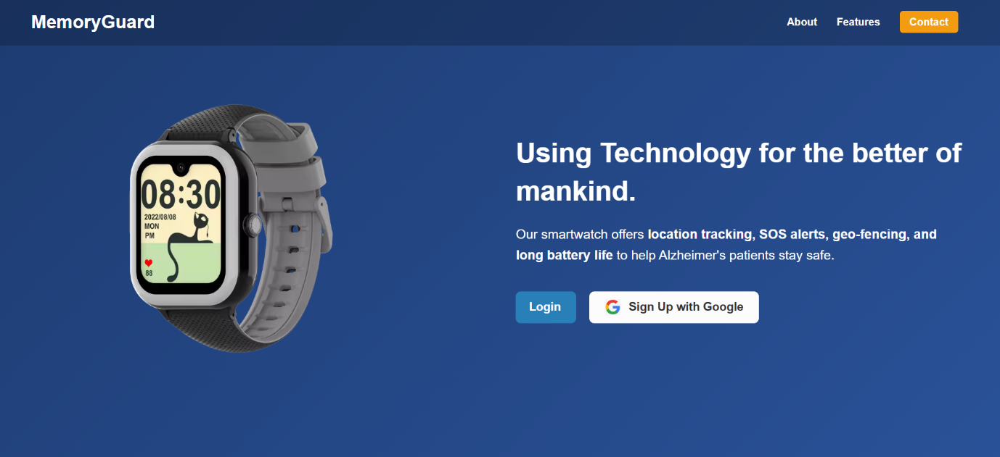 MemoryGuard
About Features Contact
08:30
2022/08/08
MON
PM
88
Using Technology for the better of
mankind.
Our smartwatch offers location tracking, SOS alerts, geo-fencing, and
long battery life to help Alzheimer's patients stay safe.
Login
Sign Up with Google